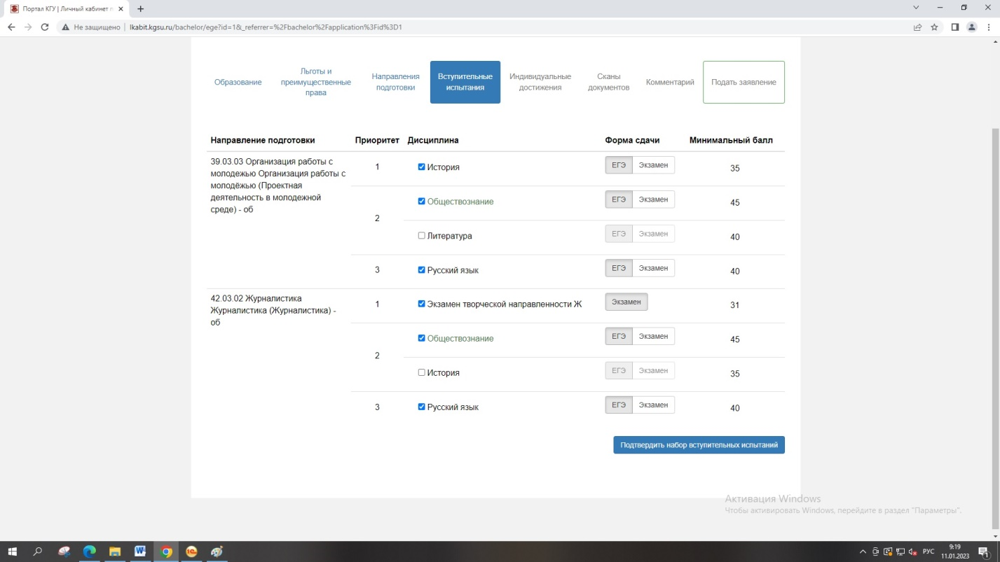 Портал КГУ | Личный кабинет п
Не защищено | lkabit.kgsu.ru/bachelor/ege?id=1&_referrer=%2Fbachelor%2Fapplication%3Fid%3D1
Образование
Льготы и
преимущественные
права
Направления
подготовки
Вступительные
испытания
Индивидуальные
достижения
Сканы
документов
Комментарий
Подать заявление
Направление подготовки Приоритет Дисциплина Форма сдачи Минимальный балл
39.03.03 Организация работы с
молодежью Организация работы с
молодёжью (Проектная
деятельность в молодежной
среде) - об
1 История ЕГЭ Экзамен 35
2
Обществознание ЕГЭ Экзамен 45
Литература ЕГЭ Экзамен 40
3 Русский язык ЕГЭ Экзамен 40
42.03.02 Журналистика
Журналистика (Журналистика) -
об
1 Экзамен творческой направленности Ж Экзамен 31
2
Обществознание ЕГЭ Экзамен 45
История ЕГЭ Экзамен 35
3 Русский язык ЕГЭ Экзамен 40
Подтвердить набор вступительных испытаний
Активация Windows
Чтобы активировать Windows, перейдите в раздел "Параметры".
РУС
9:19
11.01.2023
1